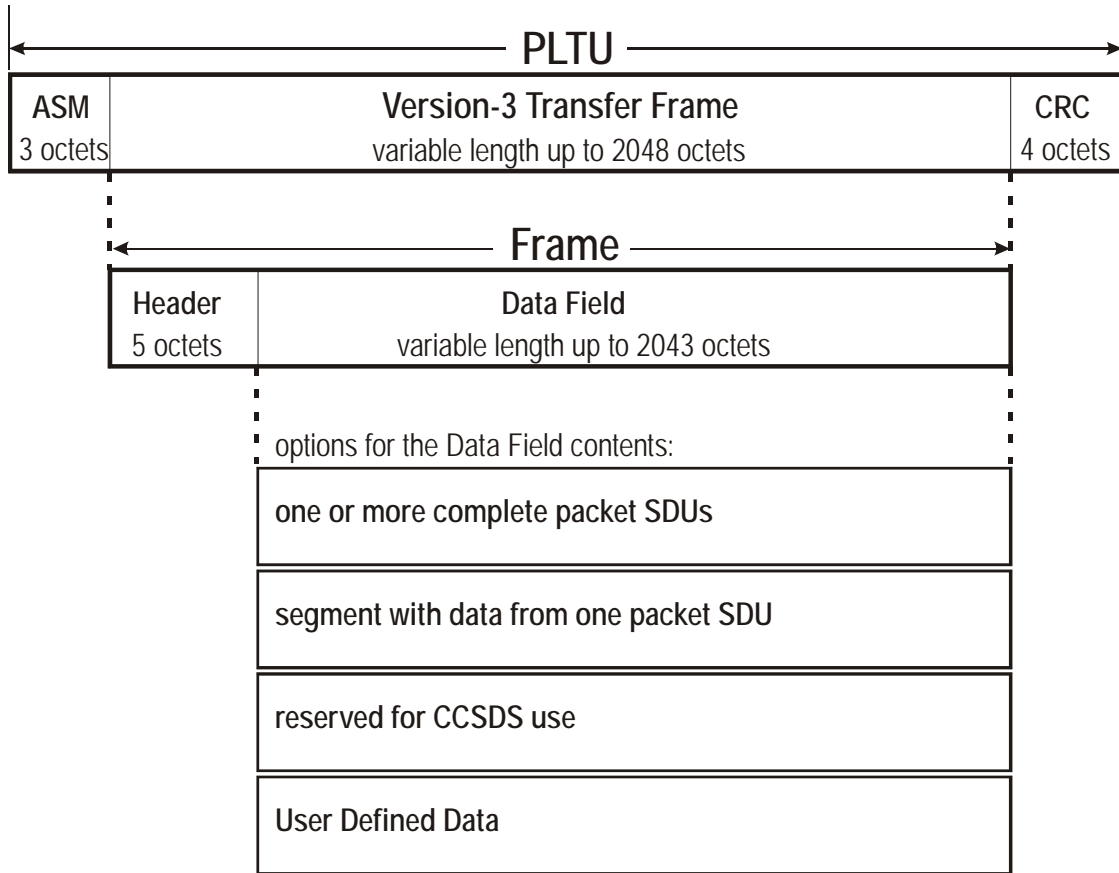 PLTU
ASM
3 octets
Version-3 Transfer Frame
variable length up to 2048 octets
CRC
4 octets
Frame
Header
5 octets
Data Field
variable length up to 2043 octets
options for the Data Field contents:
one or more complete packet SDUs
segment with data from one packet SDU
reserved for CCSDS use
User Defined Data